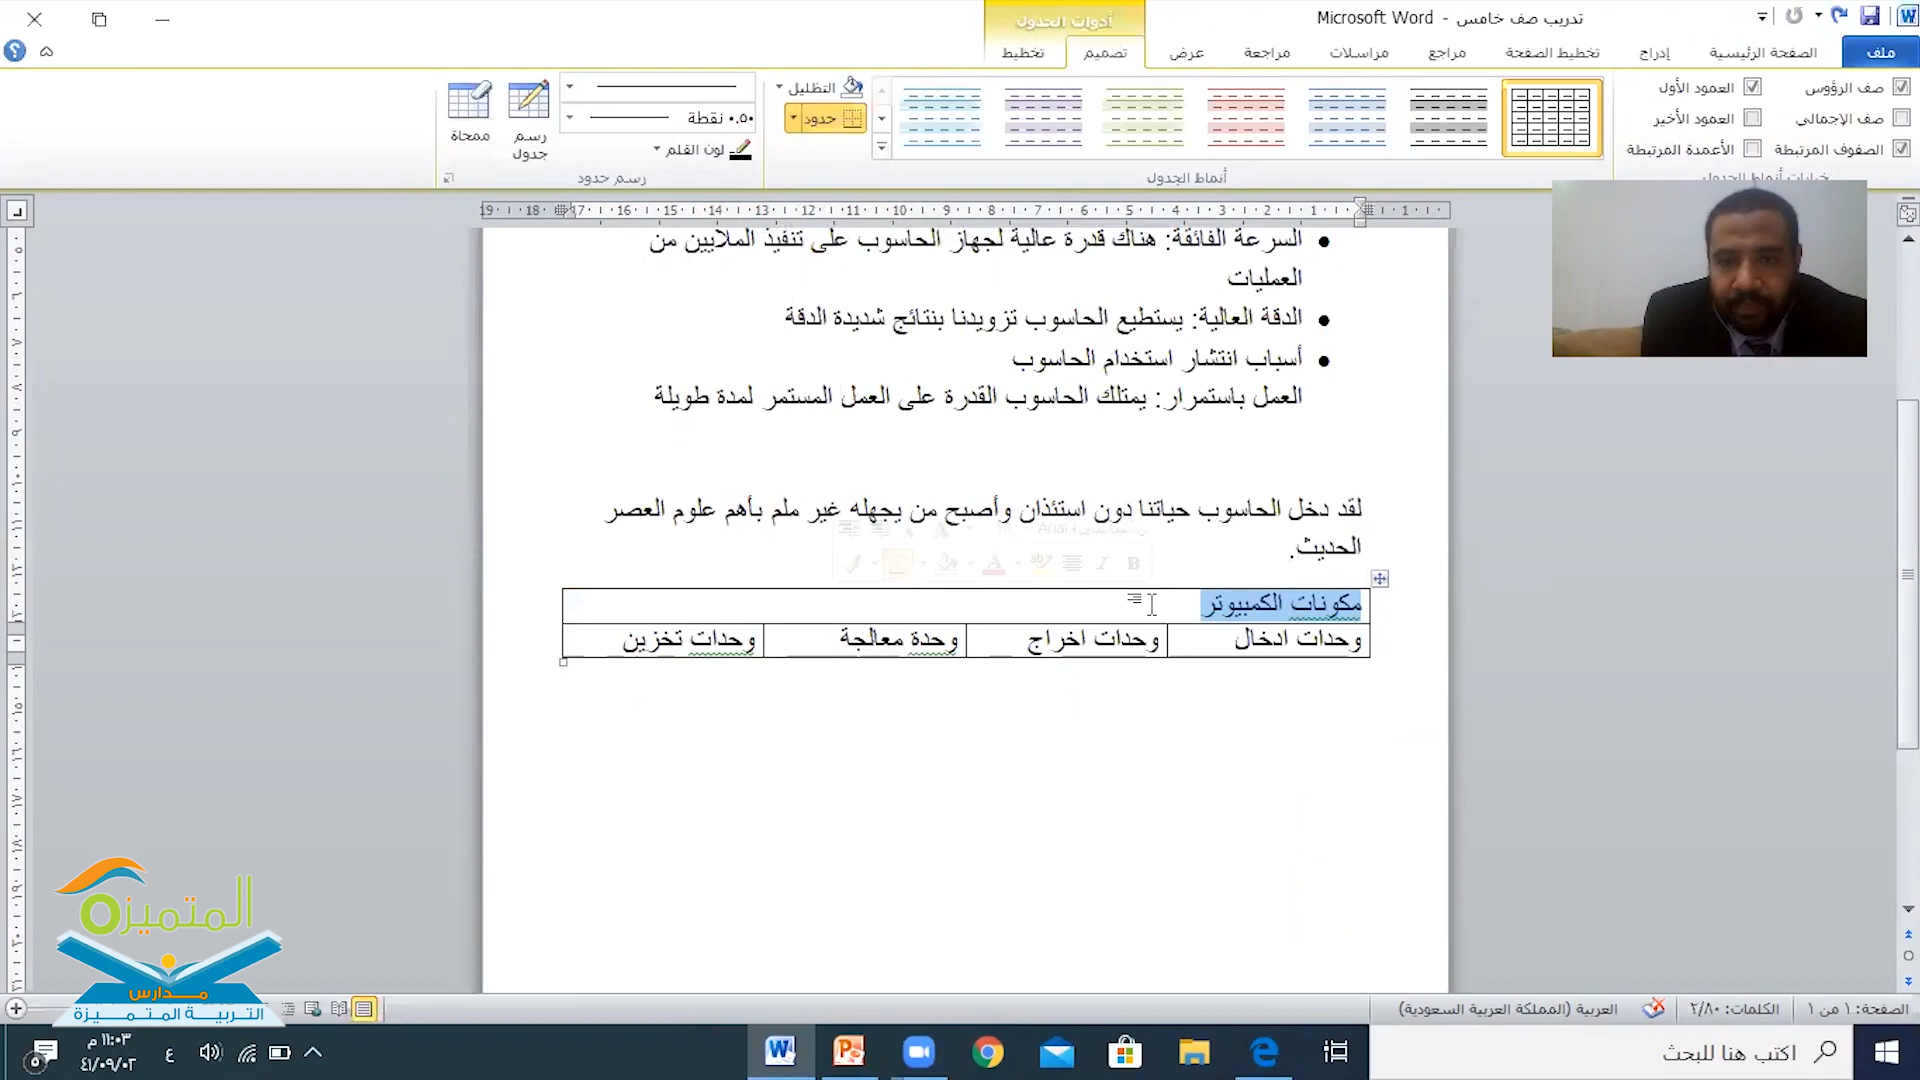 تدريب صف خامس - Microsoft Word
أدوات الجدول
ملف
الصفحة الرئيسية
إدراج
تخطيط الصفحة
مراجع
مراسلات
مراجعة
عرض
تصميم
تخطيط
صف الرؤوس
العمود الأول
صف الإجمالي
العمود الأخير
الصفوف المرتبطة
الأعمدة المرتبطة
أنماط الجدول
التظليل
حدود
٠.٥٠ نقطة
لون القلم
رسم جدول
ممحاة
رسم حدود
السرعة الفائقة: هناك قدرة عالية لجهاز الحاسوب على تنفيذ الملايين من
العمليات
الدقة العالية: يستطيع الحاسوب تزويدنا بنتائج شديدة الدقة
أسباب انتشار استخدام الحاسوب
العمل باستمرار: يمتلك الحاسوب القدرة على العمل المستمر لمدة طويلة
لقد دخل الحاسوب حياتنا دون استئذان وأصبح من يجهله غير ملم بأهم علوم العصر
الحديث.
مكونات الكمبيوتر
وحدات ادخال
وحدات اخراج
وحدة معالجة
وحدات تخزين
المتميزة
مدارس
التربية المتميزة
الصفحة: ١ من ١
الكلمات: ٢/٨٠
العربية (المملكة العربية السعودية)
اكتب هنا للبحث
ع
١١:٠٣ م
٤١/٠٩/٠٢